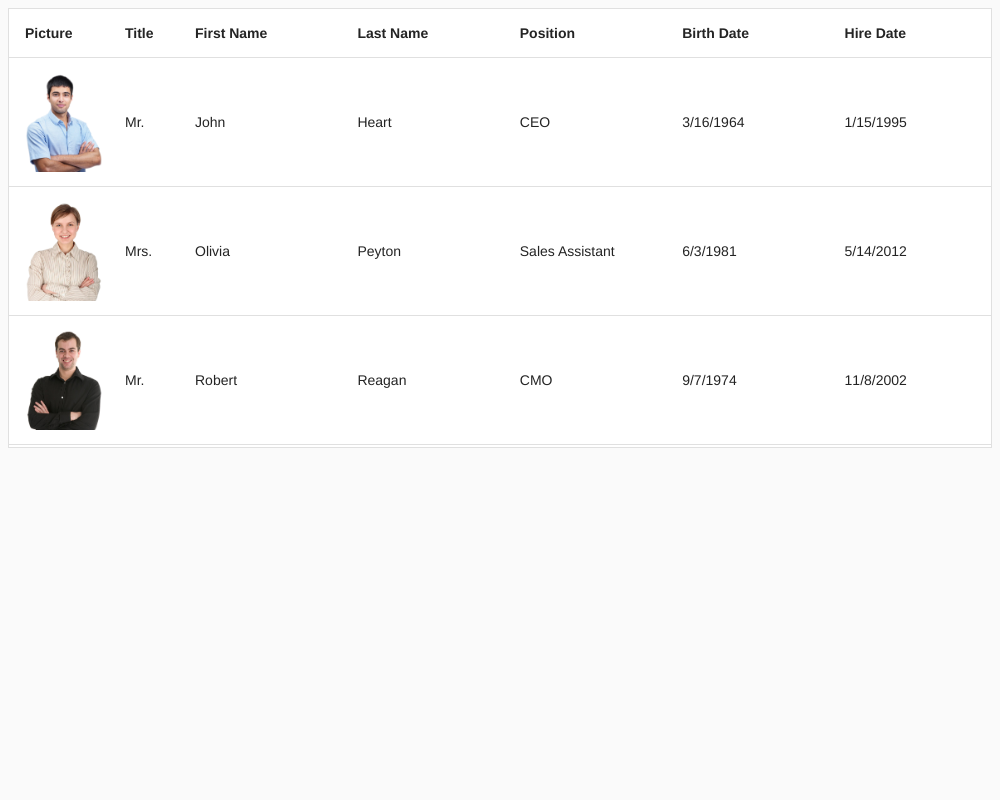 Picture Title First Name Last Name Position Birth Date Hire Date
Mr. John Heart CEO 3/16/1964 1/15/1995
Mrs. Olivia Peyton Sales Assistant 6/3/1981 5/14/2012
Mr. Robert Reagan CMO 9/7/1974 11/8/2002